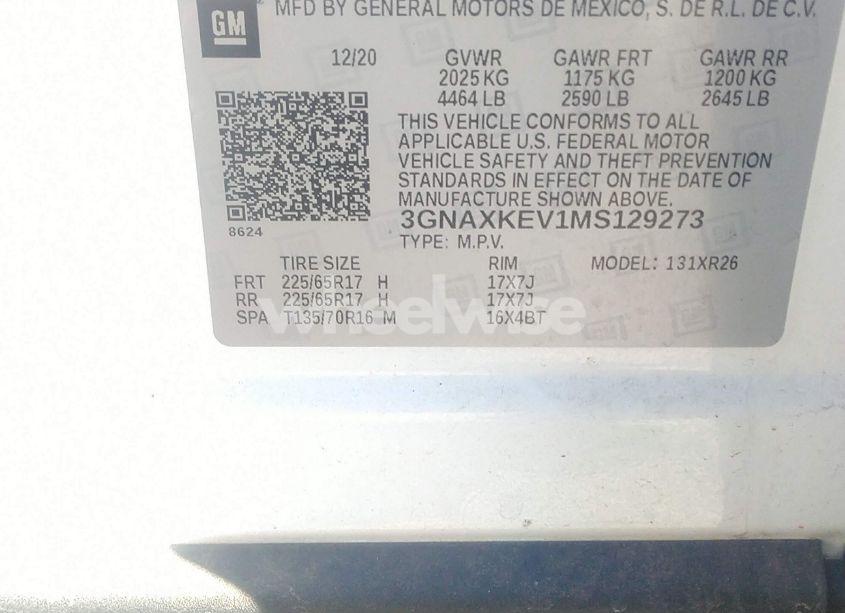 GM
MFD BY GENERAL MOTORS DE MEXICO, S. DE R.L. DE C.V.
12/20 GVWR GAWR FRT GAWR RR
2025 KG 1175 KG 1200 KG
4464 LB 2590 LB 2645 LB
THIS VEHICLE CONFORMS TO ALL
APPLICABLE U.S. FEDERAL MOTOR
VEHICLE SAFETY AND THEFT PREVENTION
STANDARDS IN EFFECT ON THE DATE OF
MANUFACTURE SHOWN ABOVE.
8624
3GNAXKEV1MS129273
TYPE: M.P.V.
TIRE SIZE RIM MODEL: 131XR26
FRT 225/65R17 H 17X7J
RR 225/65R17 H 17X7J
SPA T135/70R16 M 16X4BT
wheelwise